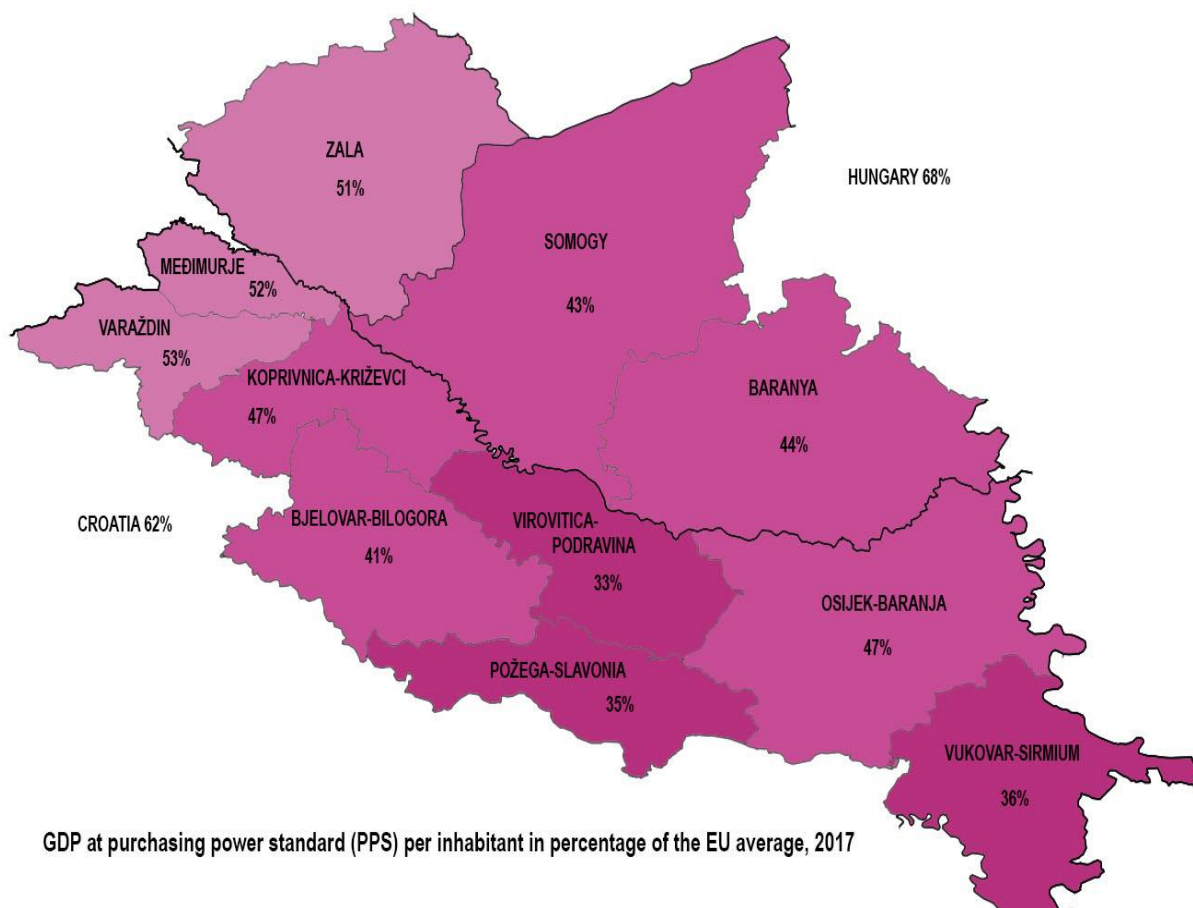 ZALA
51%
HUNGARY 68%
SOMOGY
43%
MEĐIMURJE
52%
VARAŽDIN
53%
KOPRIVNICA-KRIŽEVCI
47%
BARANYA
44%
CROATIA 62%
BJELOVAR-BILOGORA
41%
VIROVITICA-
PODRAVINA
33%
OSIJEK-BARANJA
47%
POŽEGA-SLAVONIA
35%
VUKOVAR-SIRMIUM
36%
GDP at purchasing power standard (PPS) per inhabitant in percentage of the EU average, 2017